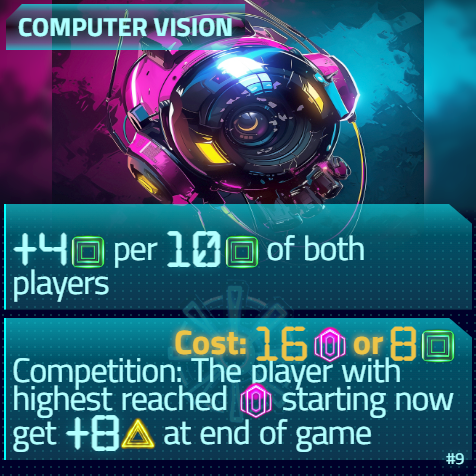 COMPUTER VISION
+4 per 10 of both
players
Cost: 16 or 8
Competition: The player with
highest reached starting now
get +8 at end of game
#9